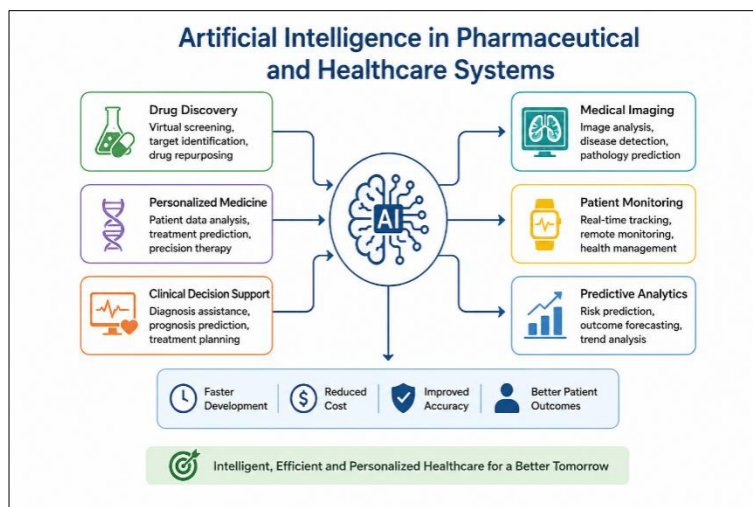 Artificial Intelligence in Pharmaceutical
and Healthcare Systems
Drug Discovery
Virtual screening,
target identification,
drug repurposing
Personalized Medicine
Patient data analysis,
treatment prediction,
precision therapy
Clinical Decision Support
Diagnosis assistance,
prognosis prediction,
treatment planning
AI
Medical Imaging
Image analysis,
disease detection,
pathology prediction
Patient Monitoring
Real-time tracking,
remote monitoring,
health management
Predictive Analytics
Risk prediction,
outcome forecasting,
trend analysis
Faster
Development
$
Reduced
Cost
Improved
Accuracy
Better Patient
Outcomes
Intelligent, Efficient and Personalized Healthcare for a Better Tomorrow